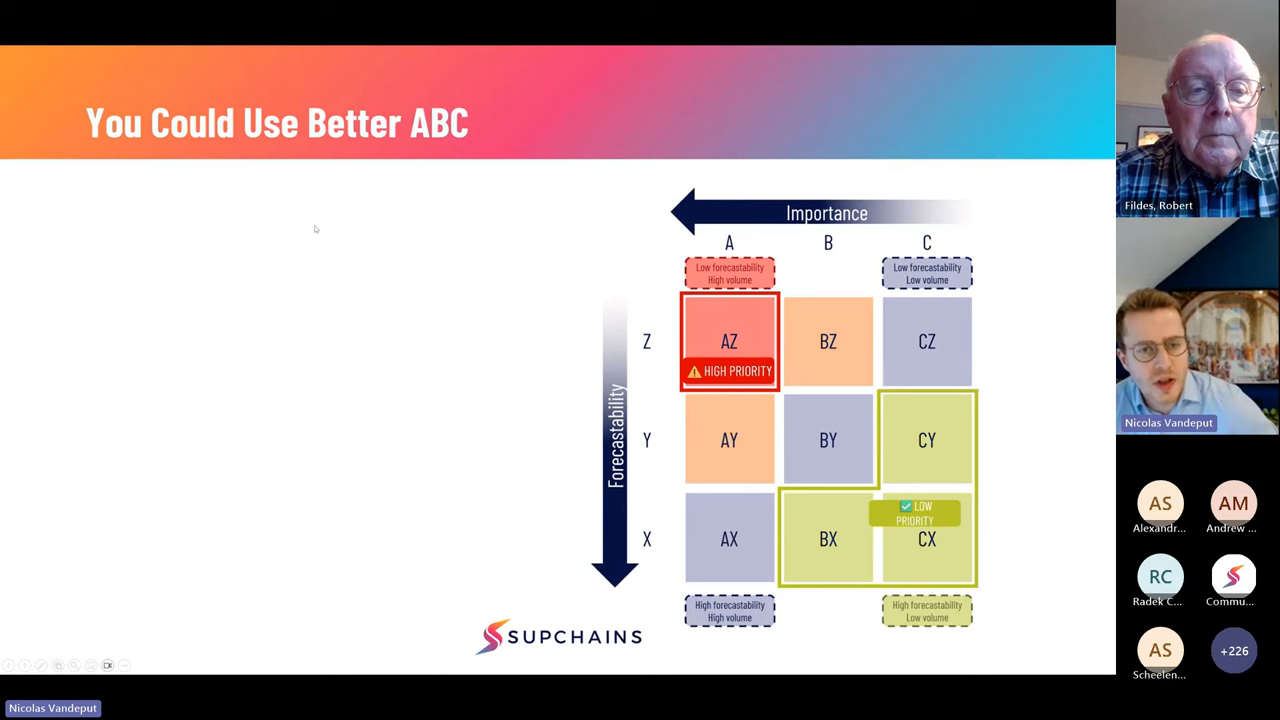 You Could Use Better ABC
Importance
A
B
C
Low forecastability
High volume
Low forecastability
Low volume
Forecastability
Z
AZ
⚠ HIGH PRIORITY
BZ
CZ
Y
AY
BY
CY
X
AX
BX
✅ LOW
PRIORITY
CX
High forecastability
High volume
High forecastability
Low volume
SUPCHAINS
Nicolas Vandeput
Fildes, Robert
Nicolas Vandeput
AS
Alexandr...
AM
Andrew ...
RC
Radek C...
Commu...
AS
Scheelen...
+226